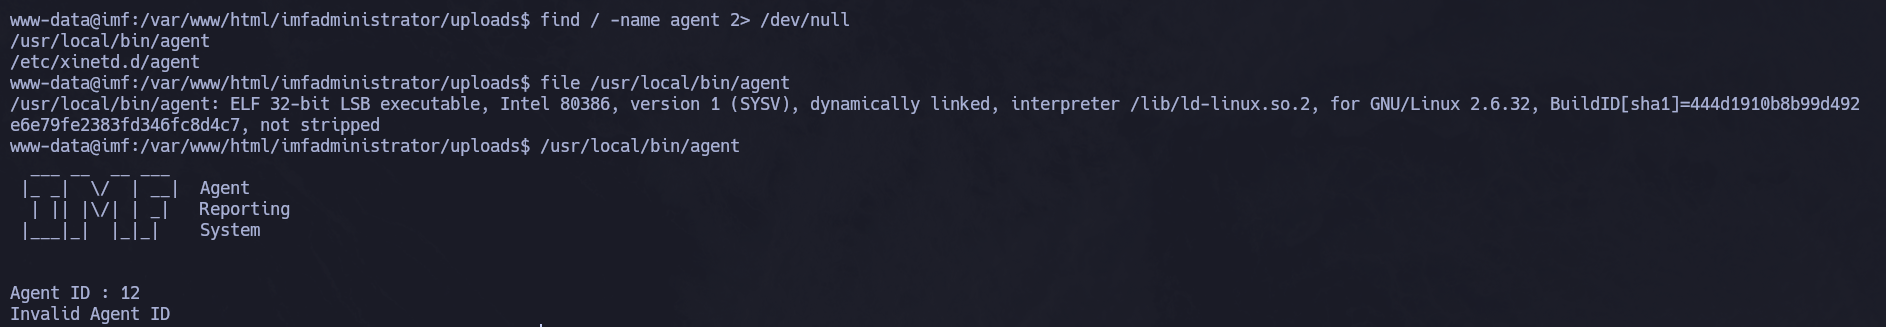 www-data@imf:/var/www/html/imfadministrator/uploads$ find / -name agent 2> /dev/null
/usr/local/bin/agent
/etc/xinetd.d/agent
www-data@imf:/var/www/html/imfadministrator/uploads$ file /usr/local/bin/agent
/usr/local/bin/agent: ELF 32-bit LSB executable, Intel 80386, version 1 (SYSV), dynamically linked, interpreter /lib/ld-linux.so.2, for GNU/Linux 2.6.32, BuildID[sha1]=444d1910b8b99d492
e6e79fe2383fd346fc8d4c7, not stripped
www-data@imf:/var/www/html/imfadministrator/uploads$ /usr/local/bin/agent
  ___ __  __ ___
 |_ _|  \/  | __|  Agent
  | || |\/| | _|   Reporting
 |___|_|  |_|_|    System
Agent ID : 12
Invalid Agent ID